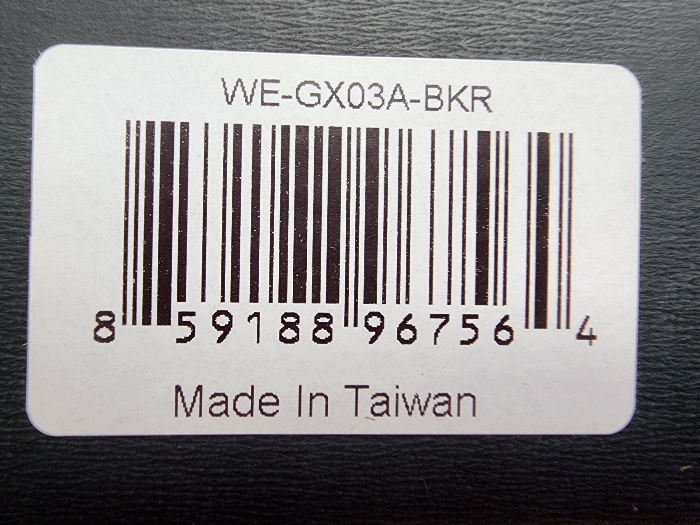 WE-GX03A-BKR
8 59188 96756 4
Made In Taiwan